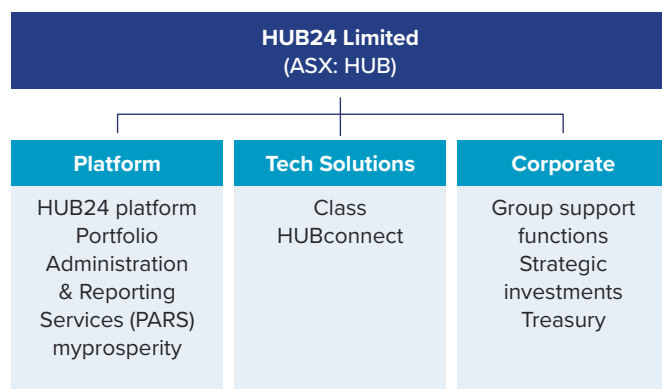 HUB24 Limited
(ASX: HUB)
Platform
HUB24 platform
Portfolio
Administration
& Reporting
Services (PARS)
myprosperity
Tech Solutions
Class
HUBconnect
Corporate
Group support
functions
Strategic
investments
Treasury